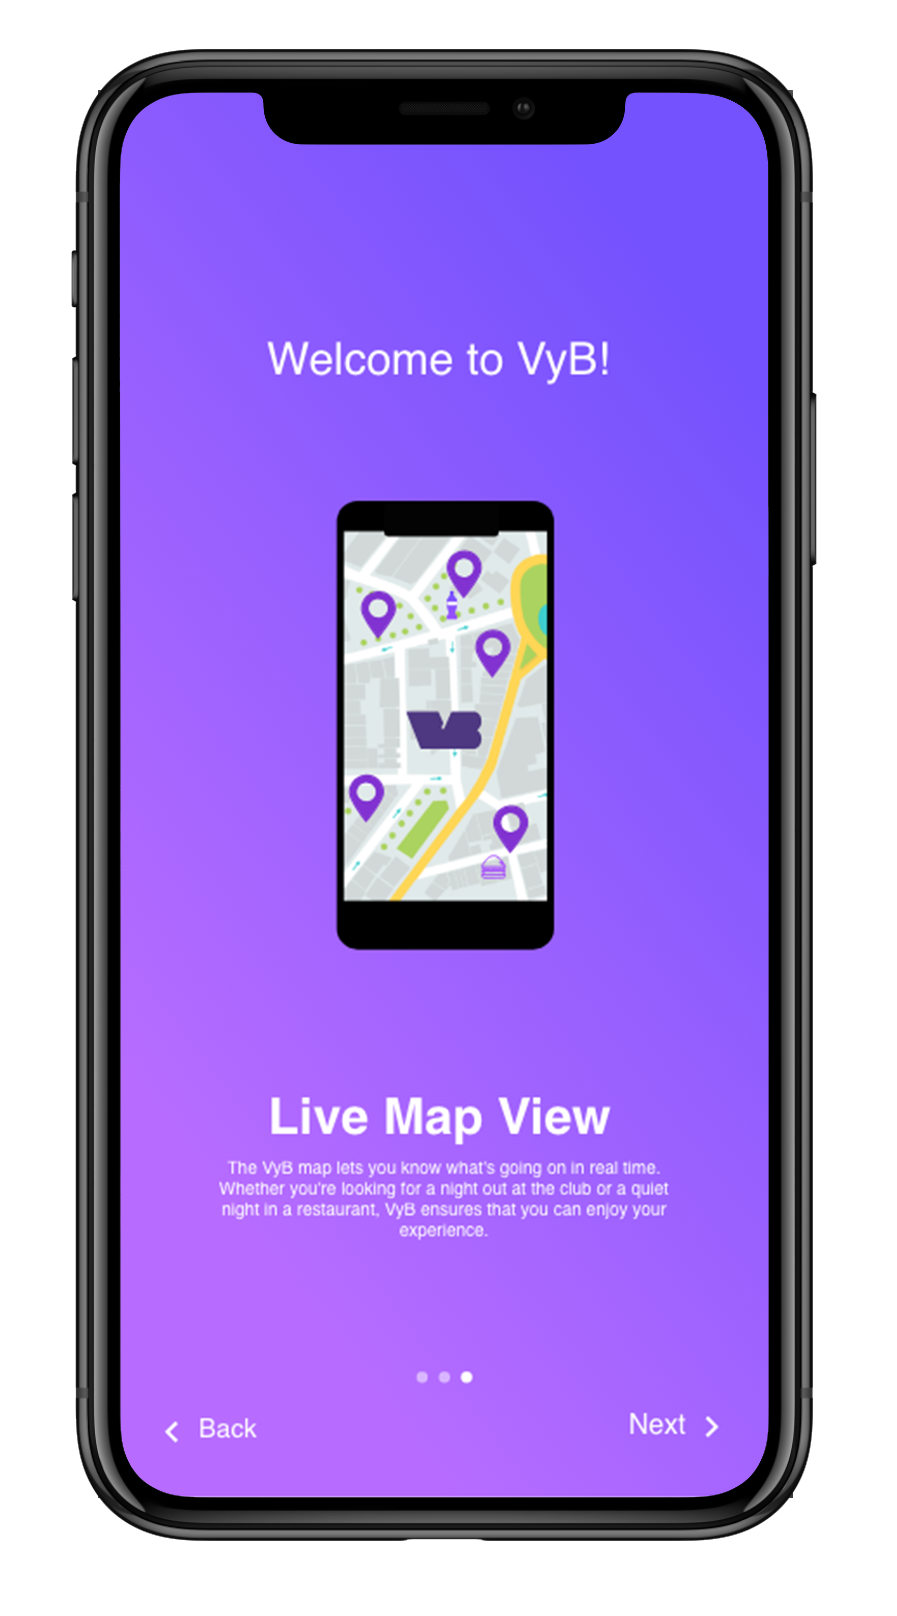 Welcome to VyB!
VB
Live Map View
The VyB map lets you know what's going on in real time.
Whether you're looking for a night out at the club or a quiet
night in a restaurant, VyB ensures that you can enjoy your
experience.
Back
Next